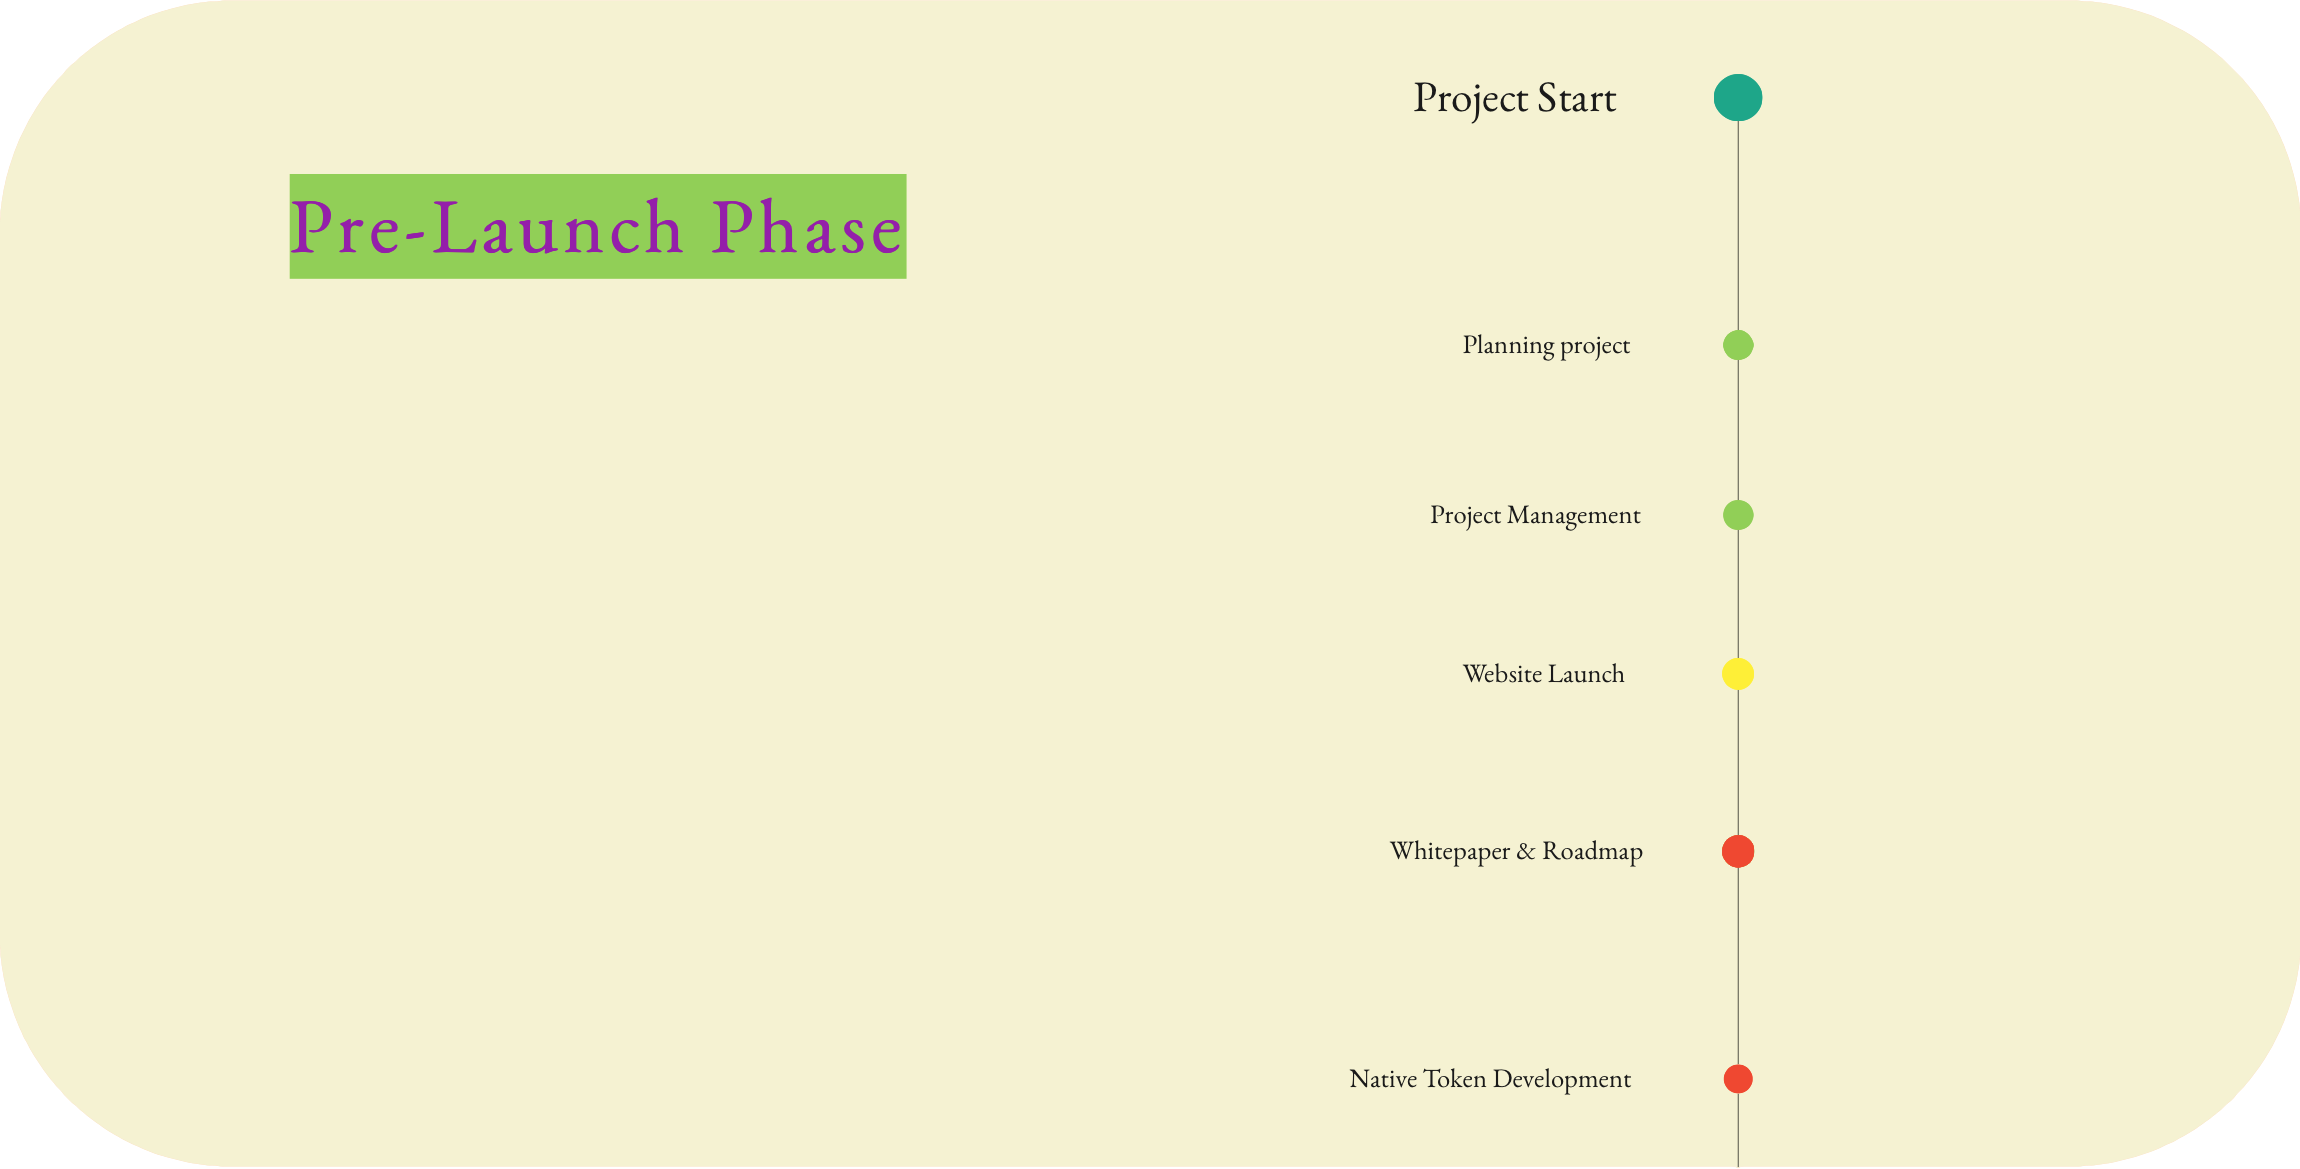 Project Start
Pre-Launch Phase
Planning project
Project Management
Website Launch
Whitepaper & Roadmap
Native Token Development